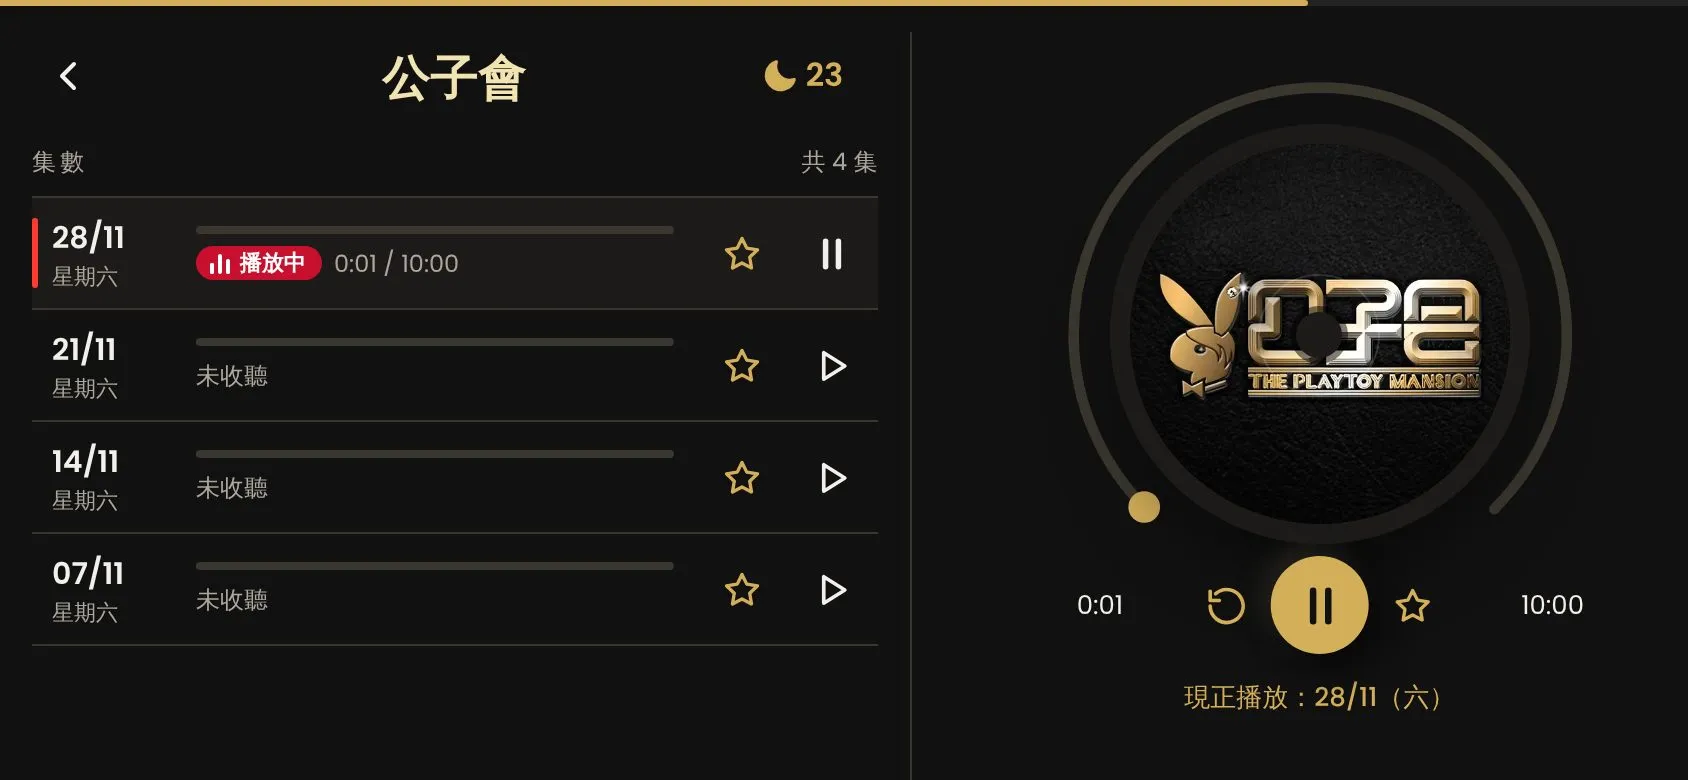 公子會
23
集數
共 4 集
28/11
星期六
播放中
0:01 / 10:00
21/11
星期六
未收聽
14/11
星期六
未收聽
07/11
星期六
未收聽
THE PLAYTOY MANSION
0:01
10:00
現正播放：28/11（六）